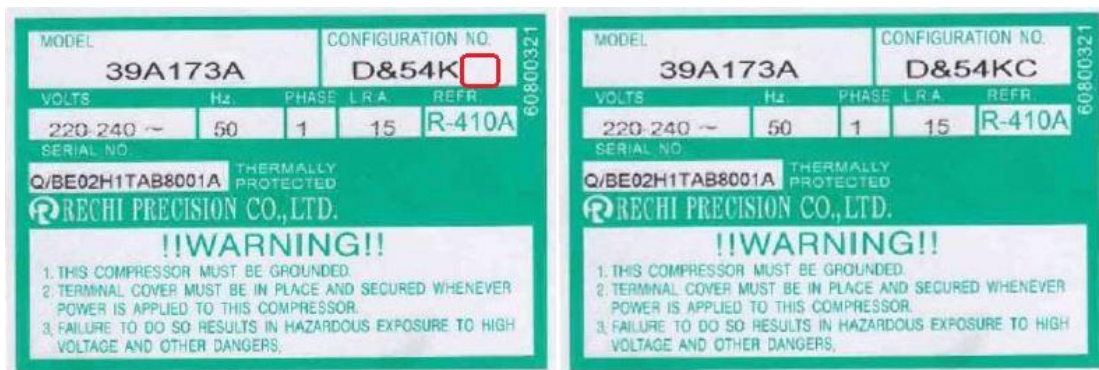 MODEL
39A173A
CONFIGURATION NO.
D&54K
60800321
VOLTS Hz. PHASE L.R.A. REFR.
220-240 ~ 50 1 15 R-410A
SERIAL NO.
Q/BE02H1TAB8001A
THERMALLY
PROTECTED
RECHI PRECISION CO., LTD.
!!WARNING!!
1. THIS COMPRESSOR MUST BE GROUNDED.
2. TERMINAL COVER MUST BE IN PLACE AND SECURED WHENEVER
POWER IS APPLIED TO THIS COMPRESSOR.
3. FAILURE TO DO SO RESULTS IN HAZARDOUS EXPOSURE TO HIGH
VOLTAGE AND OTHER DANGERS.
MODEL
39A173A
CONFIGURATION NO.
D&54KC
60800321
VOLTS Hz. PHASE L.R.A. REFR.
220-240 ~ 50 1 15 R-410A
SERIAL NO.
Q/BE02H1TAB8001A
THERMALLY
PROTECTED
RECHI PRECISION CO., LTD.
!!WARNING!!
1. THIS COMPRESSOR MUST BE GROUNDED.
2. TERMINAL COVER MUST BE IN PLACE AND SECURED WHENEVER
POWER IS APPLIED TO THIS COMPRESSOR.
3. FAILURE TO DO SO RESULTS IN HAZARDOUS EXPOSURE TO HIGH
VOLTAGE AND OTHER DANGERS.